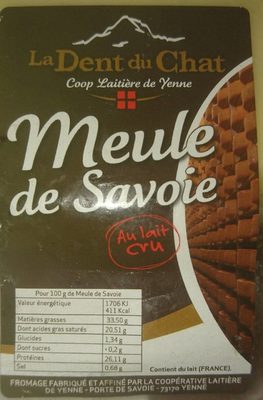 La Dent du Chat
Coop Laitière de Yenne
Meule
de Savoie
Au lait
cru
Pour 100 g de Meule de Savoie
Valeur énergétique 1706 KJ
411 Kcal
Matières grasses 33,50 g
Dont acides gras saturés 20,51 g
Glucides 1,34 g
Dont sucres <0,2 g
Protéines 26,11 g
Sel 0,68 g
Contient du lait (FRANCE).
FROMAGE FABRIQUÉ ET AFFINÉ PAR LA COOPÉRATIVE LAITIÈRE
DE YENNE - PORTE DE SAVOIE - 73170 YENNE